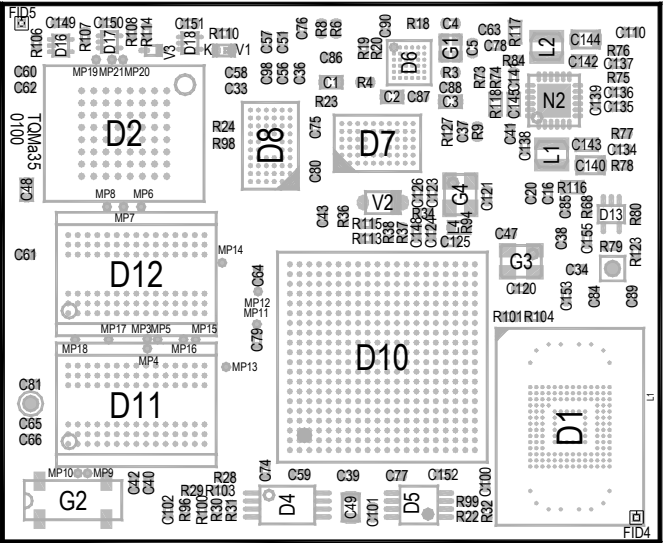 FID5
C149
C150
C151
R106
D16
R107
D17
R108
R114
V3
D18
R110
K
V1
C57
C51
C76
R8
R6
C90
R19
R20
R18
C4
G1
C63
C78
R117
L2
C144
C110
R76
C137
C142
R84
C60
C62
MP19
MP21
MP20
C58
C33
C98
C56
C36
C86
D6
R3
C88
R73
R74
C14
R75
C136
C139
C135
N2
TQMa35
0100
D2
C1
R4
C2
C87
C3
R118
C145
R23
R24
R98
D8
C75
D7
R127
C37
R9
C41
C138
R77
C134
L1
C143
C140
R78
C80
C48
MP8
MP6
MP7
C43
R36
V2
C126
C123
G4
C121
C20
C16
R116
C85
R68
D13
R80
R115
R113
R38
R37
C148
R34
C124
L4
R94
C125
C47
C38
C155
R79
R123
C61
D12
MP14
G3
C120
C34
C153
C84
C89
C64
MP12
MP11
C79
MP17
MP3
MP5
MP15
MP18
MP16
MP4
MP13
D10
R101
R104
C81
C65
C66
D11
D1
L1
MP10
MP9
G2
C42
C40
R28
R29
R103
C102
R96
R100
R30
R31
C74
C59
D4
C39
C49
C101
C77
C152
D5
C100
R99
R22
R32
FID4